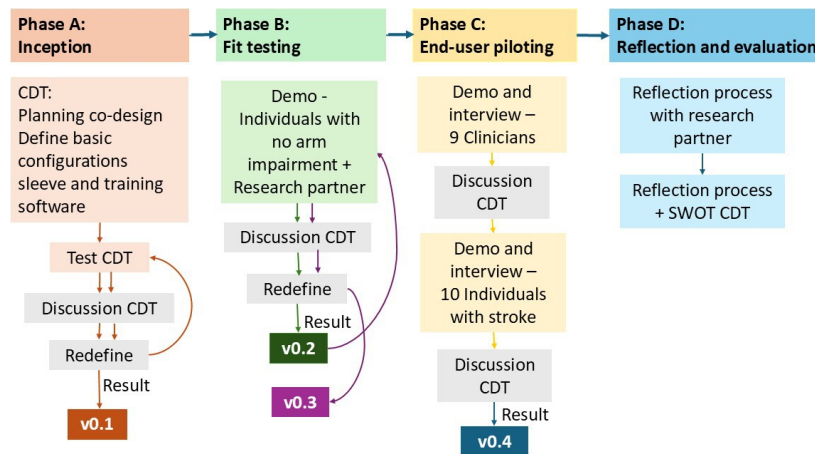 Phase A:
Inception
Phase B:
Fit testing
Phase C:
End-user piloting
Phase D:
Reflection and evaluation
CDT:
Planning co-design
Define basic
configurations
sleeve and training
software
Test CDT
Discussion CDT
Redefine
Result
v0.1
Demo -
Individuals with
no arm
impairment +
Research partner
Discussion CDT
Redefine
Result
v0.2
v0.3
Demo and
interview –
9 Clinicians
Discussion
CDT
Demo and
interview –
10 Individuals
with stroke
Discussion
CDT
Result
v0.4
Reflection process
with research
partner
Reflection process
+ SWOT CDT